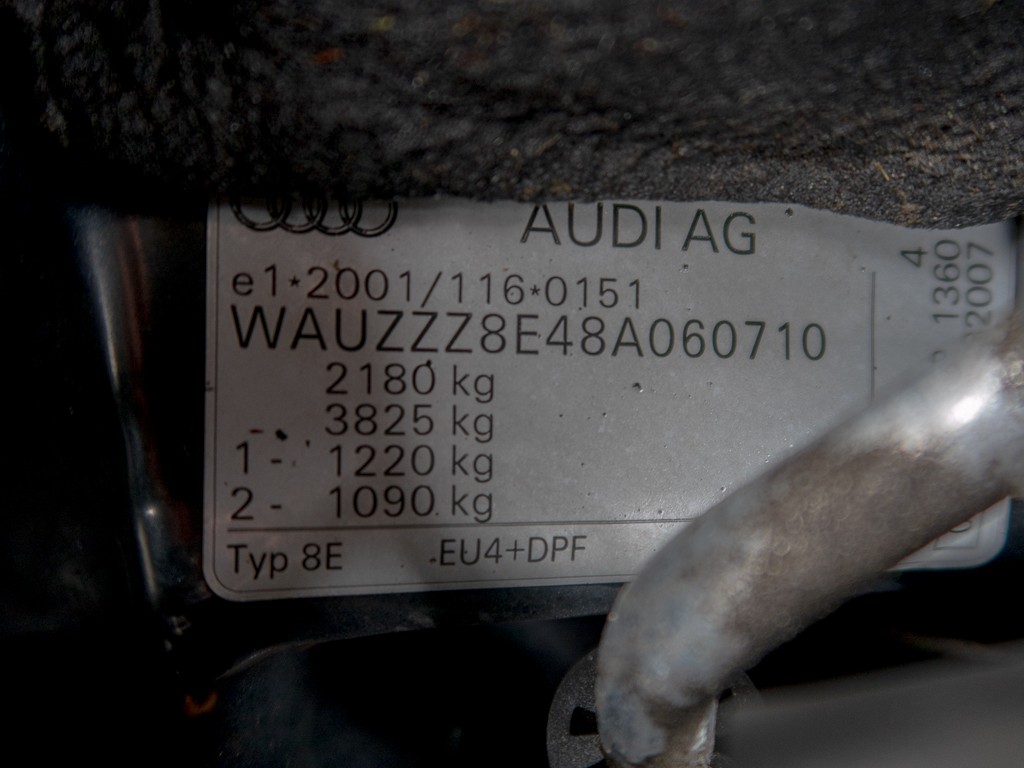 AUDI AG
e1*2001/116*0151
WAUZZZ8E48A060710
2180 kg
3825 kg
1 - 1220 kg
2 - 1090 kg
Typ 8E EU4+DPF
4
1360
2007